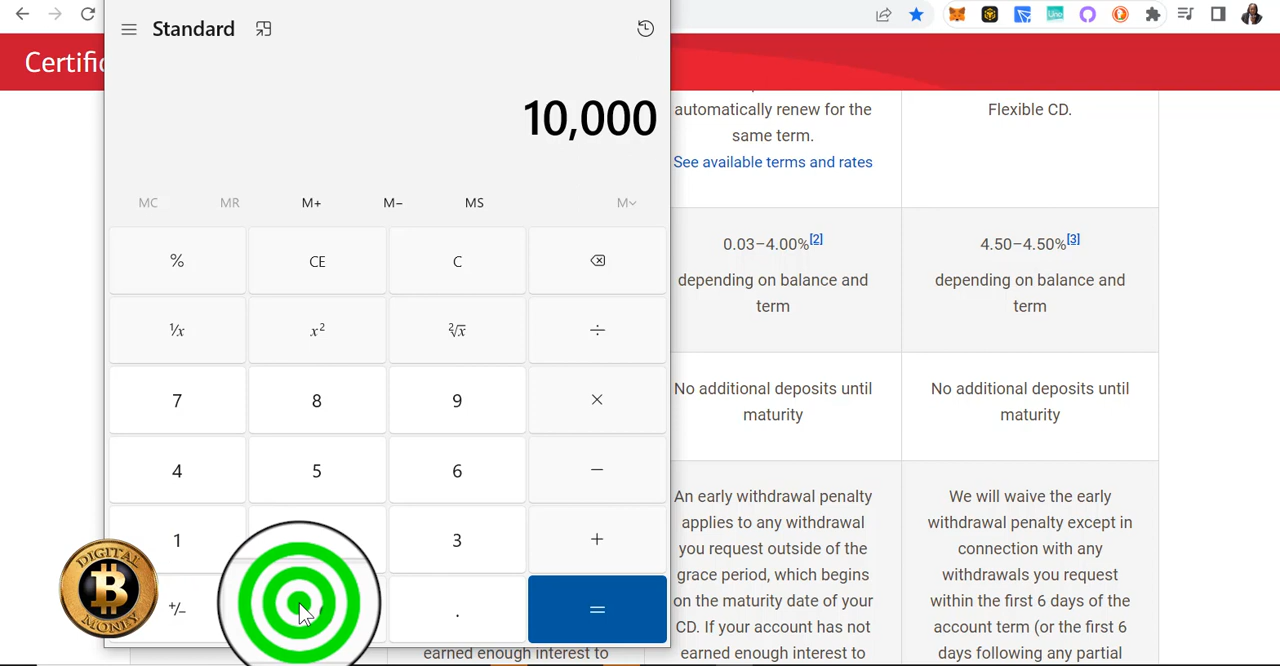 Certific
Standard
10,000
MC MR M+ M− MS M˅
% CE C
⅟x x² ²√x ÷
7 8 9 ×
4 5 6 −
1 3 +
+/− . =
DIGITAL
B
MONEY
automatically renew for the
same term.
See available terms and rates
Flexible CD.
0.03–4.00%[2]
depending on balance and
term
4.50–4.50%[3]
depending on balance and
term
No additional deposits until
maturity
No additional deposits until
maturity
An early withdrawal penalty
applies to any withdrawal
you request outside of the
grace period, which begins
on the maturity date of your
CD. If your account has not
earned enough interest to
We will waive the early
withdrawal penalty except in
connection with any
withdrawals you request
within the first 6 days of the
account term (or the first 6
days following any partial
earned enough interest to